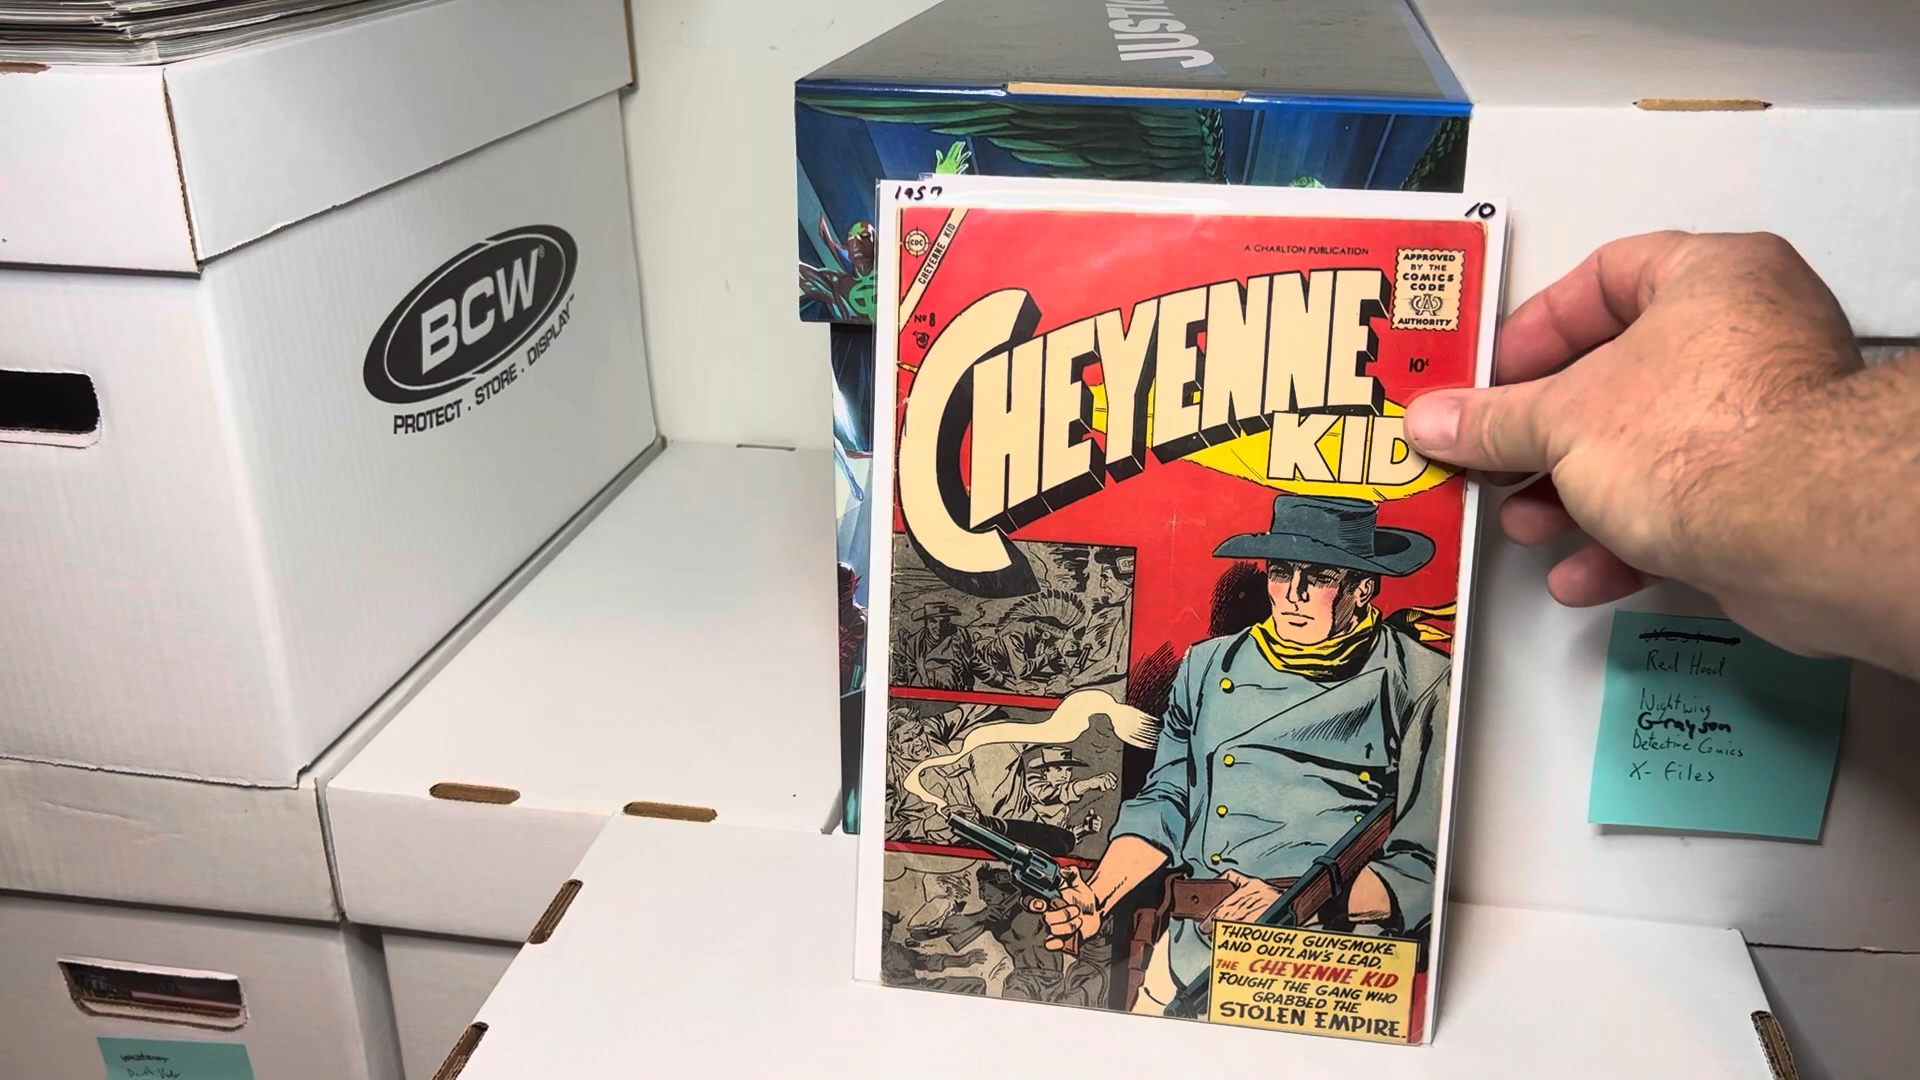 JUSTIC
BCW®
PROTECT . STORE . DISPLAY™
1957
10
CDC
CHEYENNE KID
A CHARLTON PUBLICATION
APPROVED
BY THE
COMICS
CODE
CA
AUTHORITY
Nº 8
10¢
CHEYENNE
KID
THROUGH GUNSMOKE
AND OUTLAW'S LEAD,
THE CHEYENNE KID
FOUGHT THE GANG WHO
GRABBED THE
STOLEN EMPIRE.
Red Hood
Nightwing
Grayson
Detective Comics
X-Files